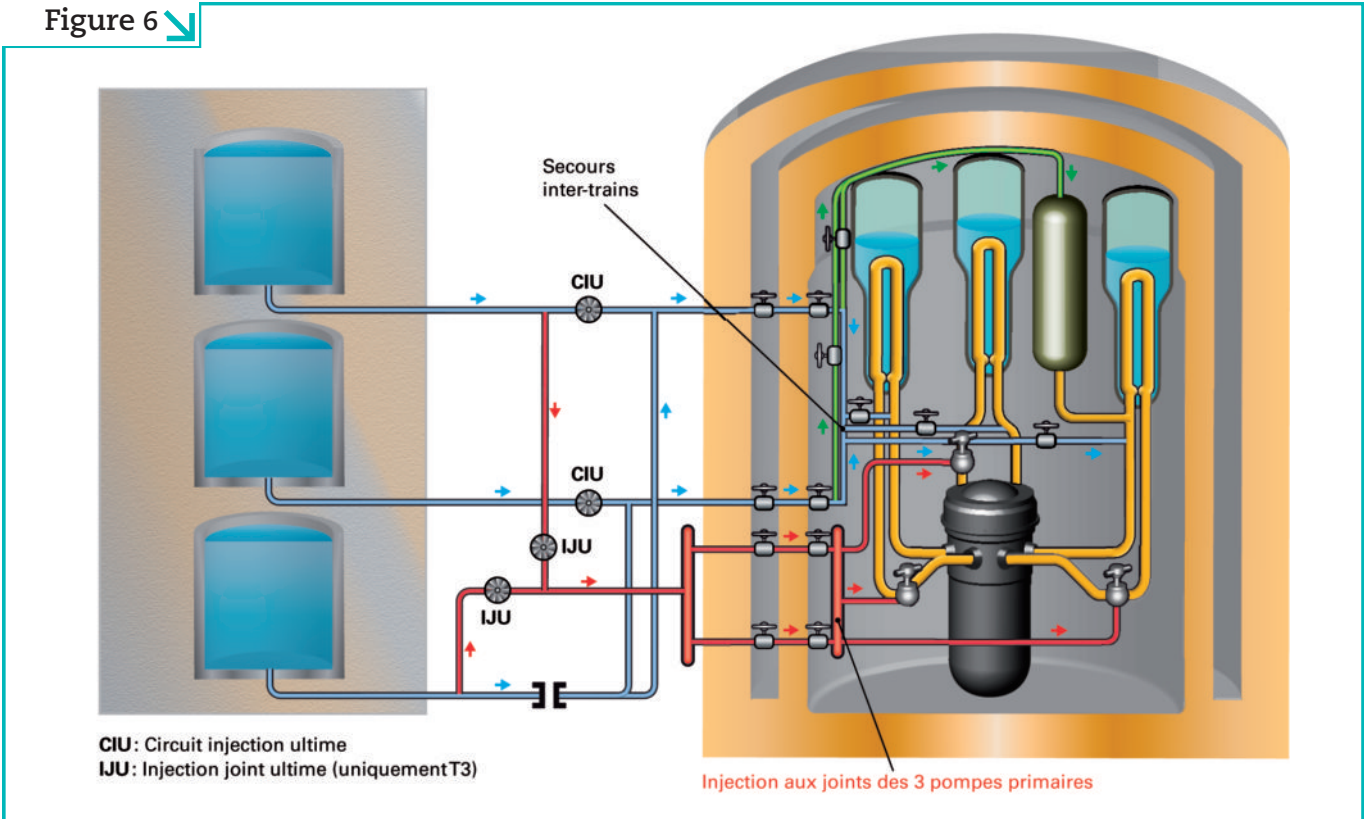 Figure 6
Secours
inter-trains
CIU
CIU
IJU
IJU
CIU : Circuit injection ultime
IJU : Injection joint ultime (uniquement T3)
Injection aux joints des 3 pompes primaires